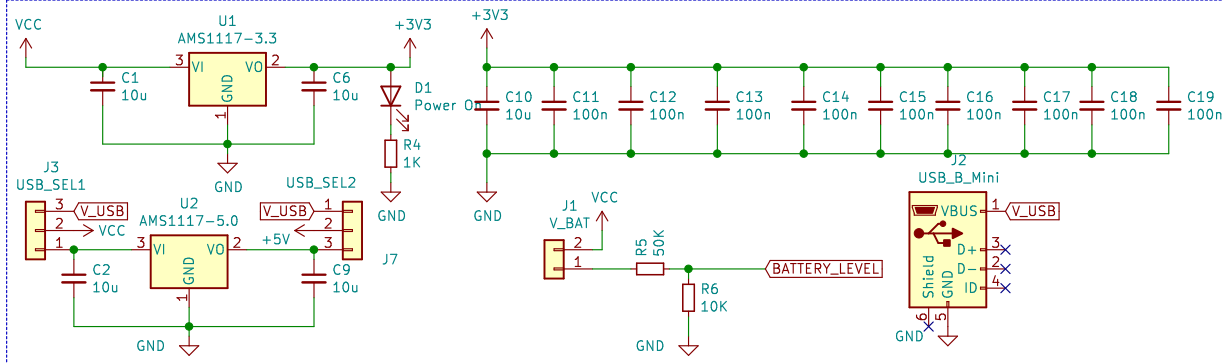 VCC
U1
AMS1117-3.3
+3V3
3 VI VO 2
GND
1
C1
10u
C6
10u
D1
Power On
R4
1K
GND
GND
+3V3
C10
10u
C11
100n
C12
100n
C13
100n
C14
100n
C15
100n
C16
100n
C17
100n
C18
100n
C19
100n
GND
J3
USB_SEL1
3 V_USB
2 VCC
1
U2
AMS1117-5.0
3 VI VO 2
GND
1
+5V
USB_SEL2
V_USB 1
2
3
J7
C2
10u
C9
10u
GND
J1
V_BAT
VCC
2
1
R5
50K
BATTERY_LEVEL
R6
10K
GND
J2
USB_B_Mini
VBUS 1 V_USB
D+ 3
D- 2
ID 4
Shield
GND
6
5
GND